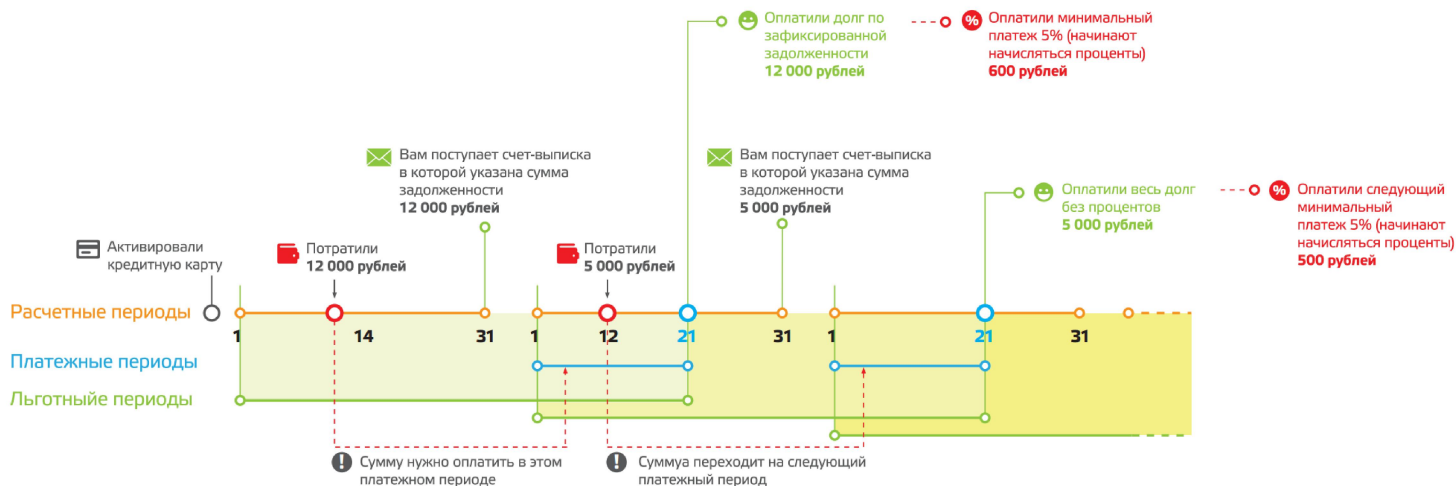 Оплатили долг по
зафиксированной
задолженности
12 000 рублей
% Оплатили минимальный
платеж 5% (начинают
начисляться проценты)
600 рублей
Вам поступает счет-выписка
в которой указана сумма
задолженности
12 000 рублей
Вам поступает счет-выписка
в которой указана сумма
задолженности
5 000 рублей
Оплатили весь долг
без процентов
5 000 рублей
% Оплатили следующий
минимальный
платеж 5% (начинают
начисляться проценты)
500 рублей
Активировали
кредитную карту
Потратили
12 000 рублей
Потратили
5 000 рублей
Расчетные периоды
1 14 31 1 12 21 31 1 21 31
Платежные периоды
Льготныйе периоды
! Сумму нужно оплатить в этом
платежном периоде
! Суммуа переходит на следующий
платежный период